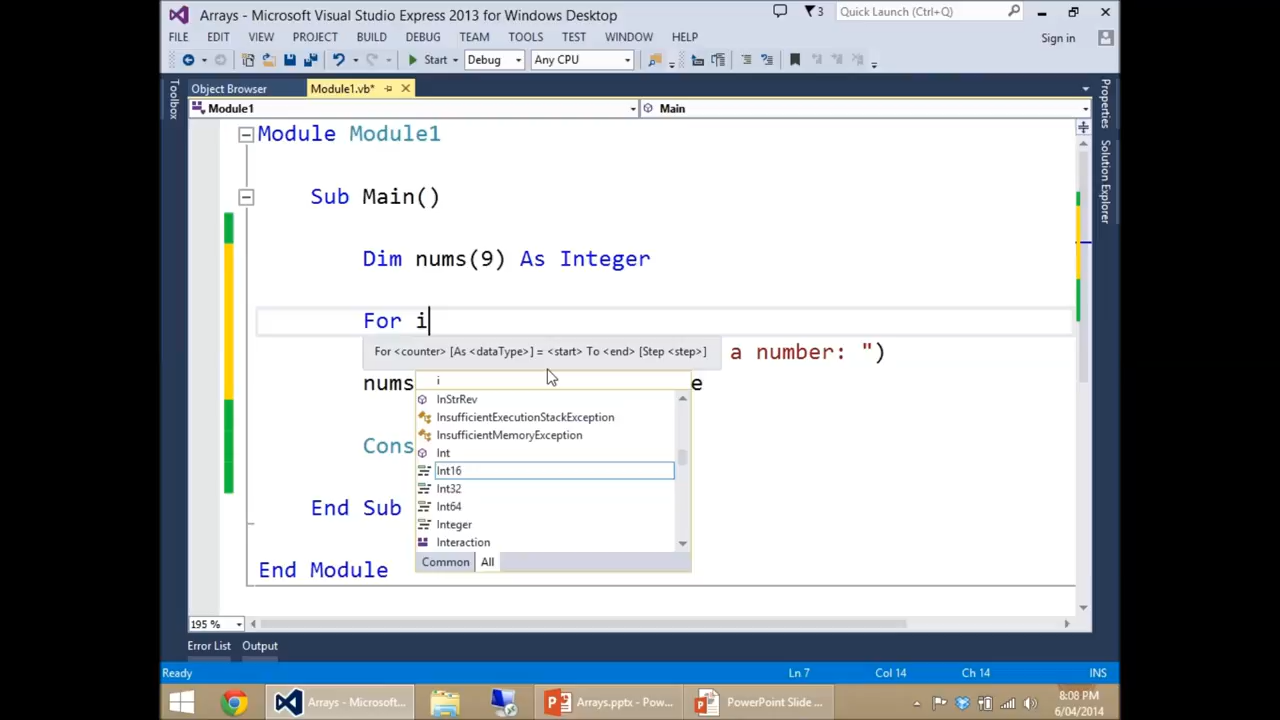 Arrays - Microsoft Visual Studio Express 2013 for Windows Desktop
3
Quick Launch (Ctrl+Q)
FILE EDIT VIEW PROJECT BUILD DEBUG TEAM TOOLS TEST WINDOW HELP
Sign in
Start Debug Any CPU
Object Browser Module1.vb*
Module1 Main
Toolbox
Properties
Solution Explorer
Module Module1
Sub Main()
Dim nums(9) As Integer
For i
For <counter> [As <dataType>] = <start> To <end> [Step <step>]
a number: ")
nums
e
i
InStrRev
InsufficientExecutionStackException
InsufficientMemoryException
Int
Cons
Int16
Int32
Int64
End Sub
Integer
Interaction
Common All
End Module
195 %
Error List Output
Ready Ln 7 Col 14 Ch 14 INS
Arrays - Microsoft... Arrays.pptx - Pow... PowerPoint Slide ...
8:08 PM
6/04/2014